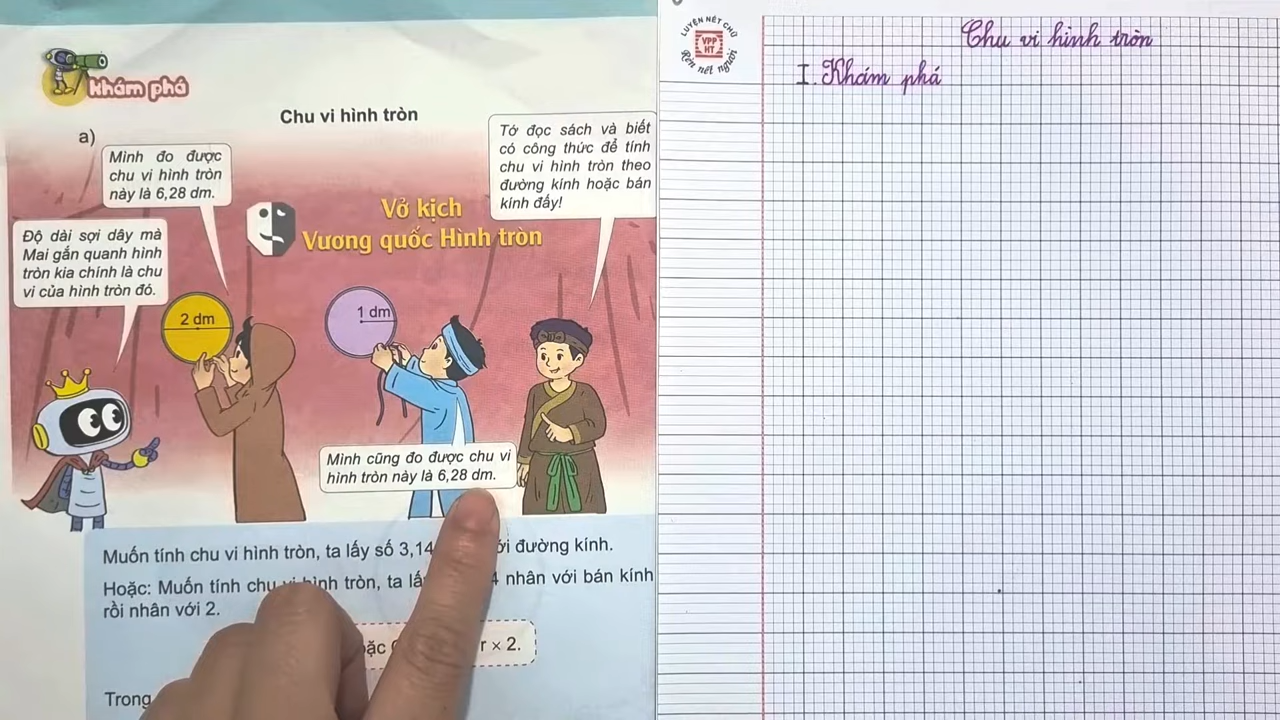 khám phá
Chu vi hình tròn
a)
Mình đo được
chu vi hình tròn
này là 6,28 dm.
Tớ đọc sách và biết
có công thức để tính
chu vi hình tròn theo
đường kính hoặc bán
kính đấy!
Độ dài sợi dây mà
Mai gắn quanh hình
tròn kia chính là chu
vi của hình tròn đó.
Vở kịch
Vương quốc Hình tròn
2 dm
1 dm
Mình cũng đo được chu vi
hình tròn này là 6,28 dm.
Muốn tính chu vi hình tròn, ta lấy số 3,14 với đường kính.
Hoặc: Muốn tính chu vi hình tròn, ta 4 nhân với bán kính
rồi nhân với 2.
r × 2.
Trong
LUYỆN NÉT CHỮ
VPP
HT
Rèn nết người
Chu vi hình tròn
I. Khám phá